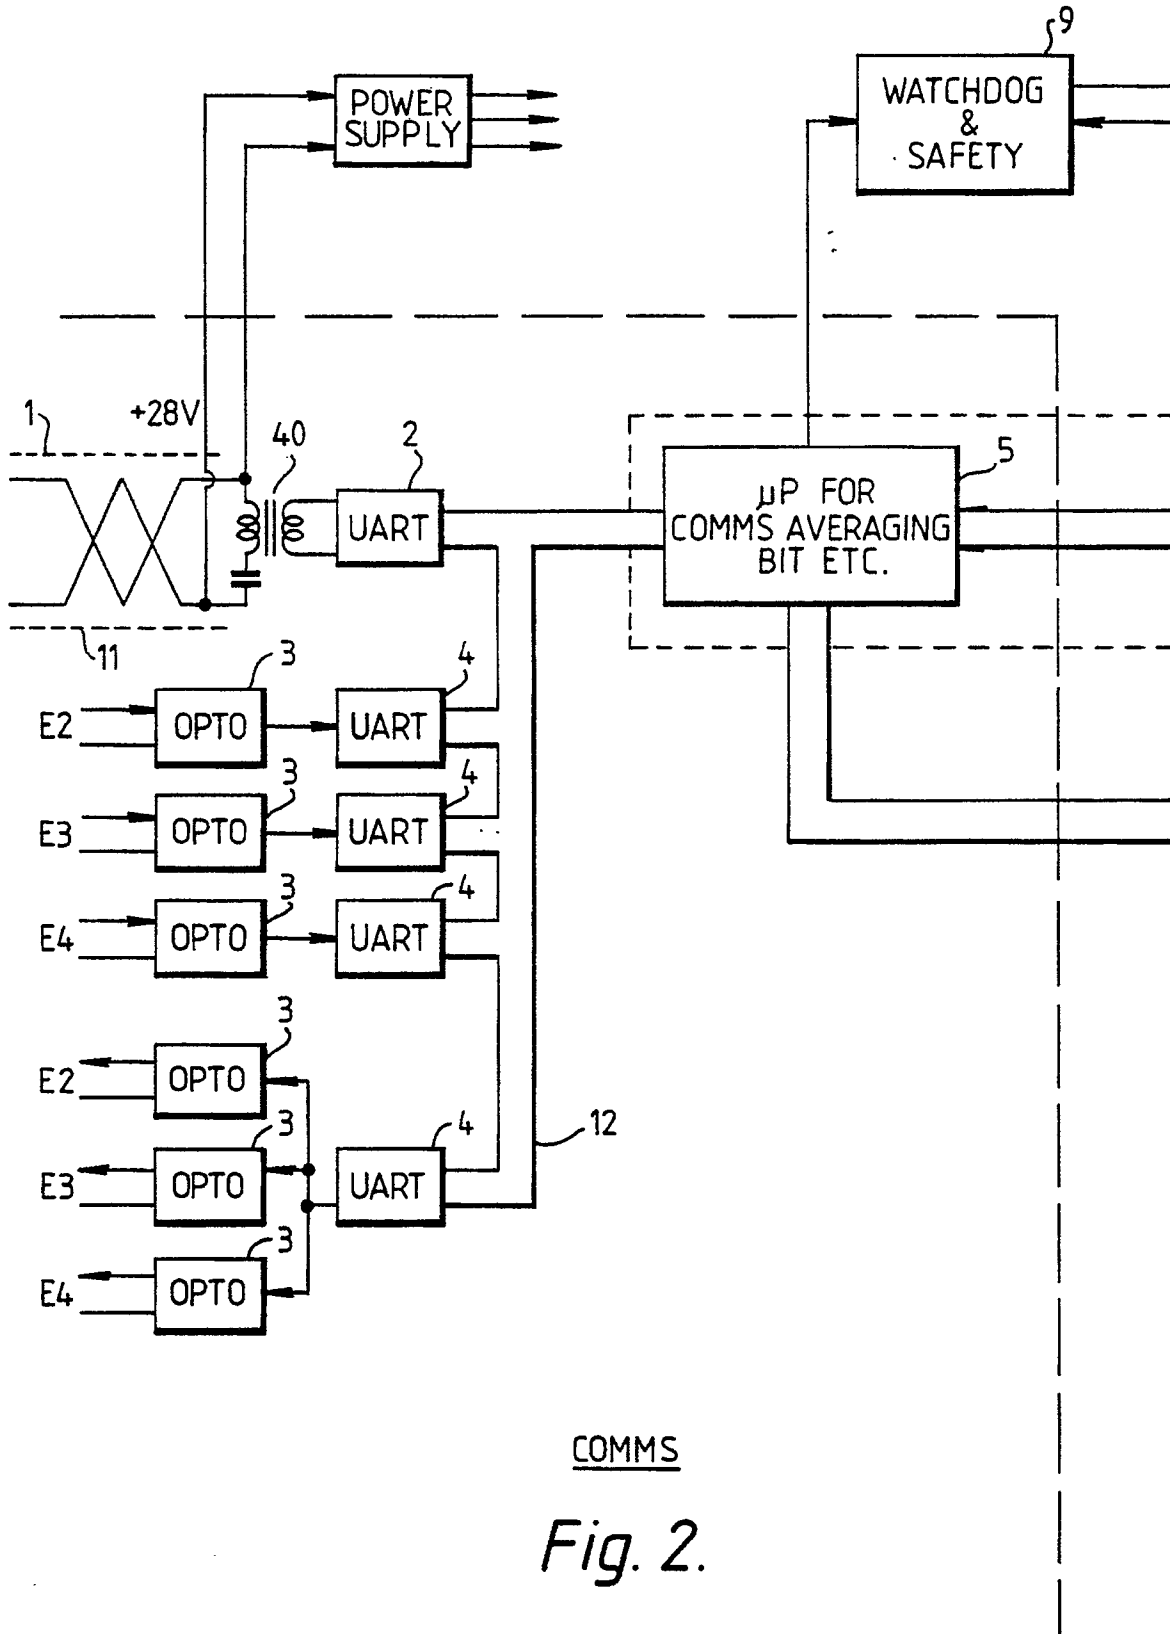 9
POWER
SUPPLY
WATCHDOG
&
SAFETY
1
+28V
40
2
5
UART
µP FOR
COMMS AVERAGING
BIT ETC.
11
3
4
E2
OPTO
UART
3
4
E3
OPTO
UART
3
4
E4
OPTO
UART
3
E2
OPTO
3
4
12
E3
OPTO
UART
3
E4
OPTO
COMMS
Fig. 2.